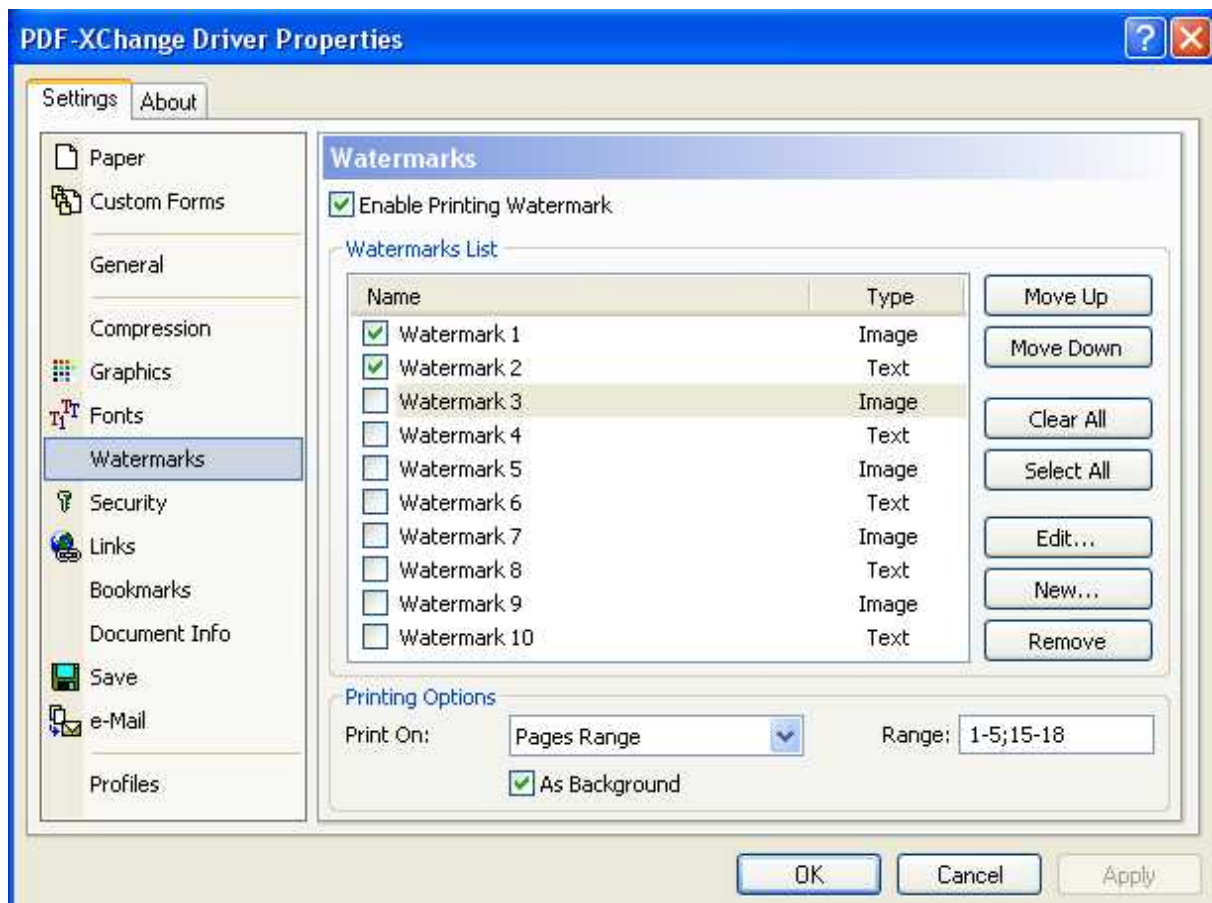 PDF-XChange Driver Properties
Settings About
Paper
Custom Forms
General
Compression
Graphics
Fonts
Watermarks
Security
Links
Bookmarks
Document Info
Save
e-Mail
Profiles
Watermarks
Enable Printing Watermark
Watermarks List
Name Type
Watermark 1 Image
Watermark 2 Text
Watermark 3 Image
Watermark 4 Text
Watermark 5 Image
Watermark 6 Text
Watermark 7 Image
Watermark 8 Text
Watermark 9 Image
Watermark 10 Text
Move Up
Move Down
Clear All
Select All
Edit...
New...
Remove
Printing Options
Print On: Pages Range Range: 1-5;15-18
As Background
OK Cancel Apply